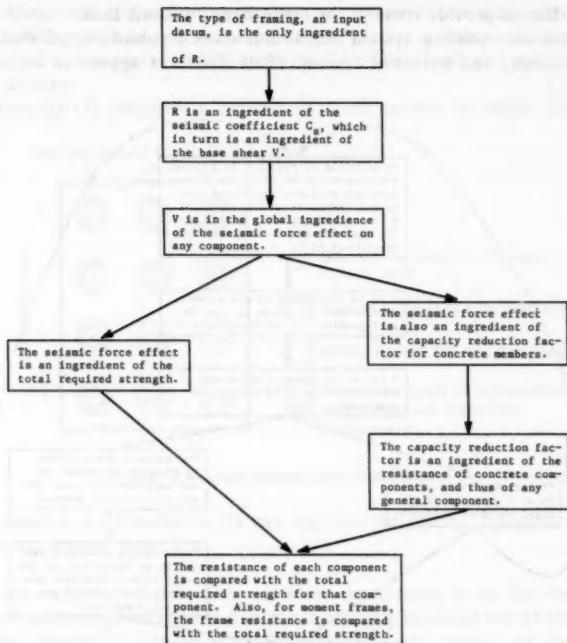 The type of framing, an input
datum, is the only ingredient
of R.
R is an ingredient of the
seismic coefficient Cs, which
in turn is an ingredient of
the base shear V.
V is in the global ingredience
of the seismic force effect on
any component.
The seismic force effect
is an ingredient of the
total required strength.
The seismic force effect
is also an ingredient of
the capacity reduction fac-
tor for concrete members.
The capacity reduction fac-
tor is an ingredient of the
resistance of concrete com-
ponents, and thus of any
general component.
The resistance of each component
is compared with the total
required strength for that com-
ponent. Also, for moment frames,
the frame resistance is compared
with the total required strength.